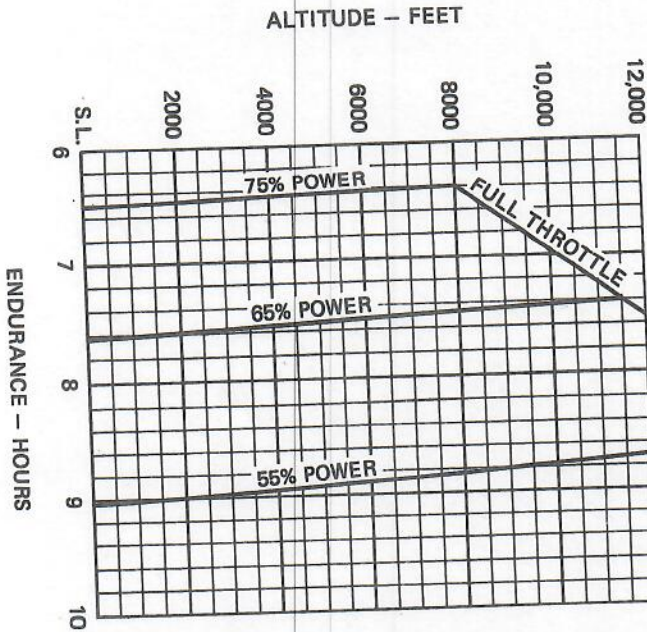 ALTITUDE – FEET
S.L.
2000
4000
6000
8000
10,000
12,000
6
7
8
9
10
75% POWER
FULL THROTTLE
65% POWER
55% POWER
ENDURANCE – HOURS